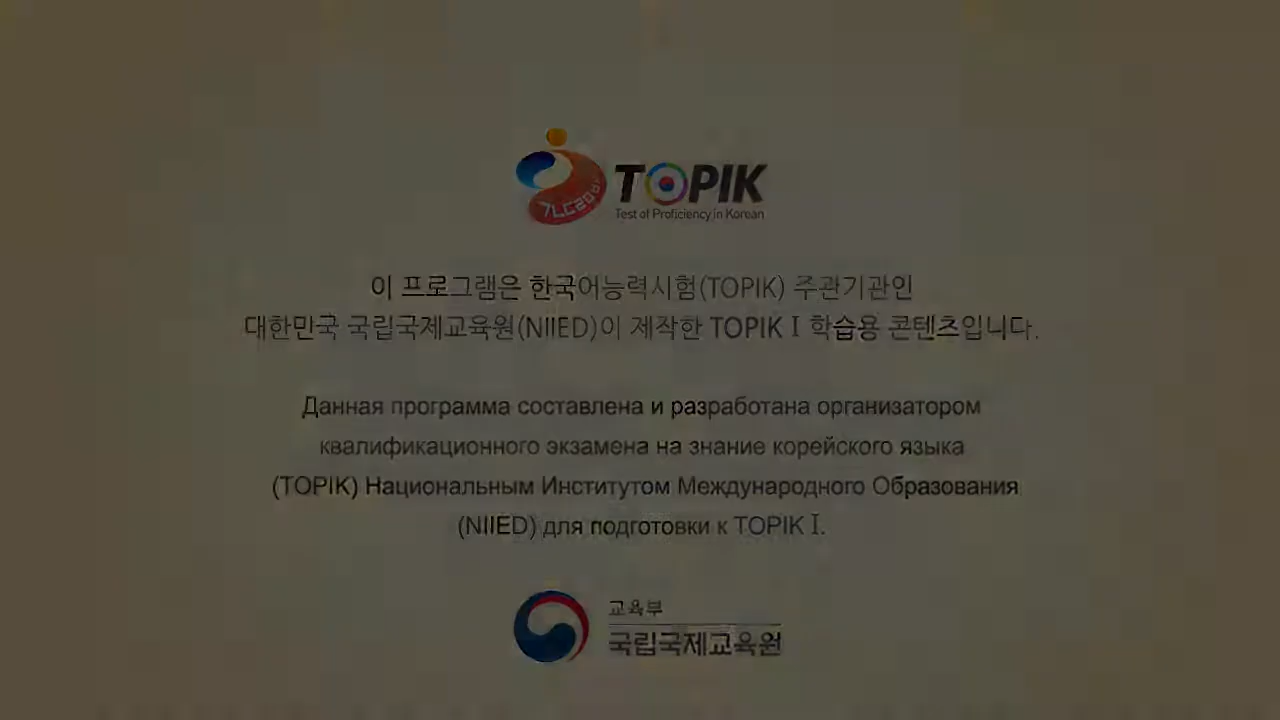 TOPIK
Test of Proficiency in Korean
이 프로그램은 한국어능력시험(TOPIK) 주관기관인
대한민국 국립국제교육원(NIIED)이 제작한 TOPIK Ⅰ 학습용 콘텐츠입니다.
Данная программа составлена и разработана организатором
квалификационного экзамена на знание корейского языка
(TOPIK) Национальным Институтом Международного Образования
(NIIED) для подготовки к TOPIK Ⅰ.
교육부
국립국제교육원